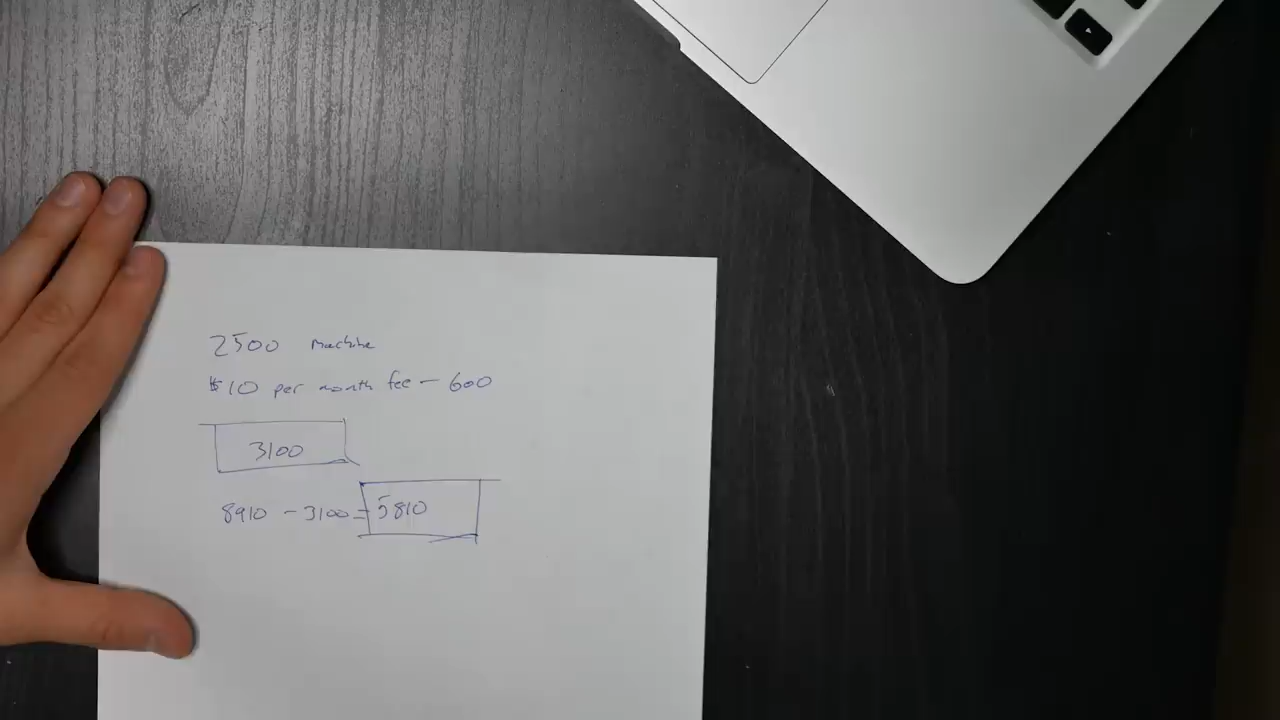 2500 machine
$10 per month fee - 600
3100
8910 - 3100 = 5810